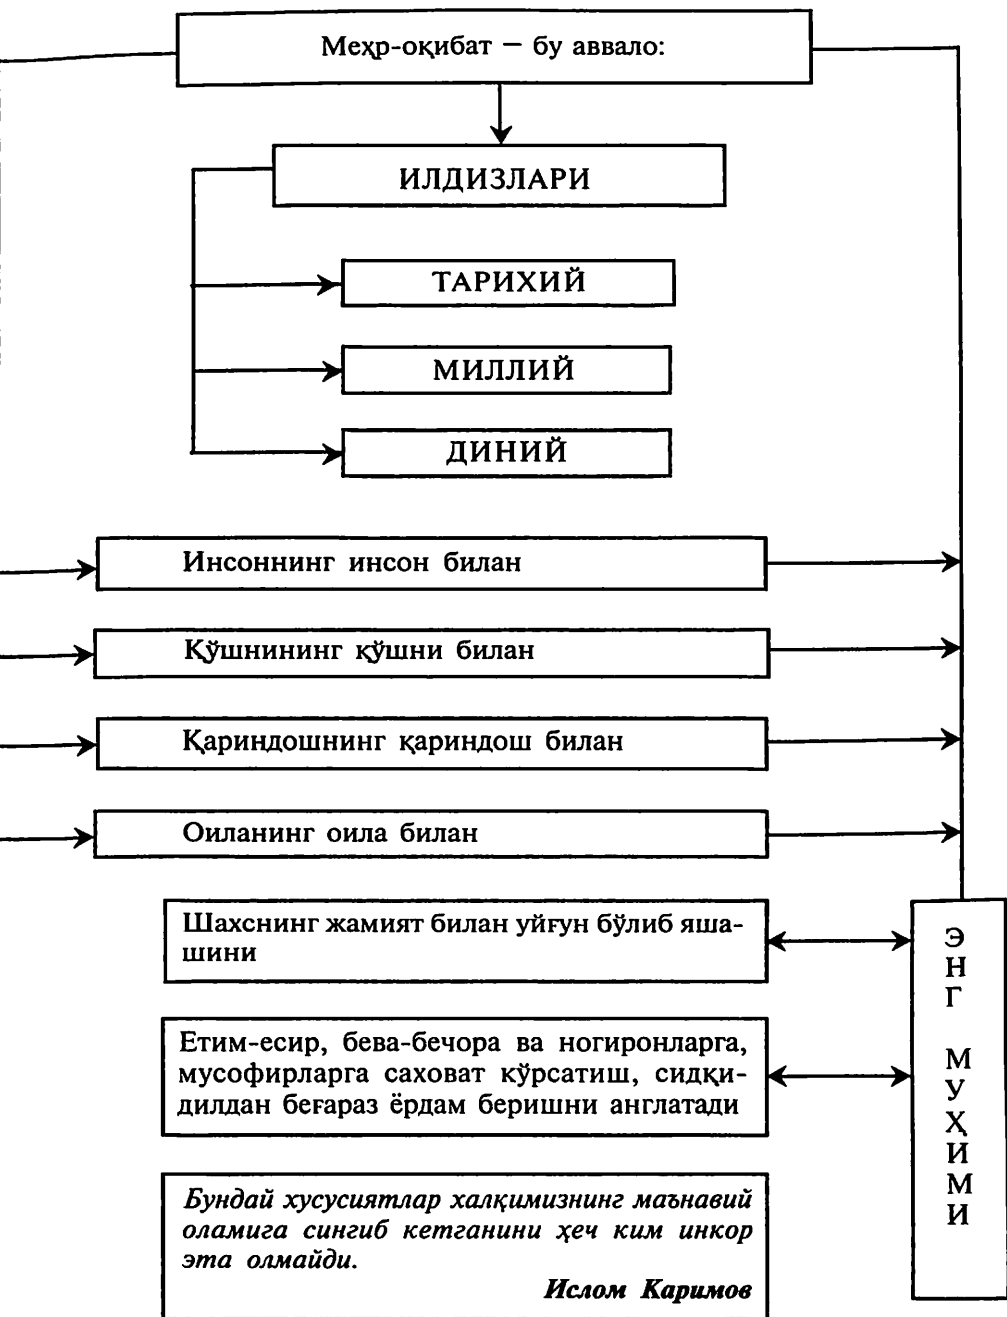 Меҳр-оқибат — бу аввало:
ИЛДИЗЛАРИ
ТАРИХИЙ
МИЛЛИЙ
ДИНИЙ
Инсоннинг инсон билан
Қўшнининг қўшни билан
Қариндошнинг қариндош билан
Оиланинг оила билан
Шахснинг жамият билан уйғун бўлиб яша-
шини
Етим-есир, бева-бечора ва ногиронларга,
мусофирларга саховат кўрсатиш, сидқи-
дилдан беғараз ёрдам беришни англатади
Бундай хусусиятлар халқимизнинг маънавий
оламига сингиб кетганини ҳеч ким инкор
эта олмайди.
Ислом Каримов
ЭНГ МУҲИМИ